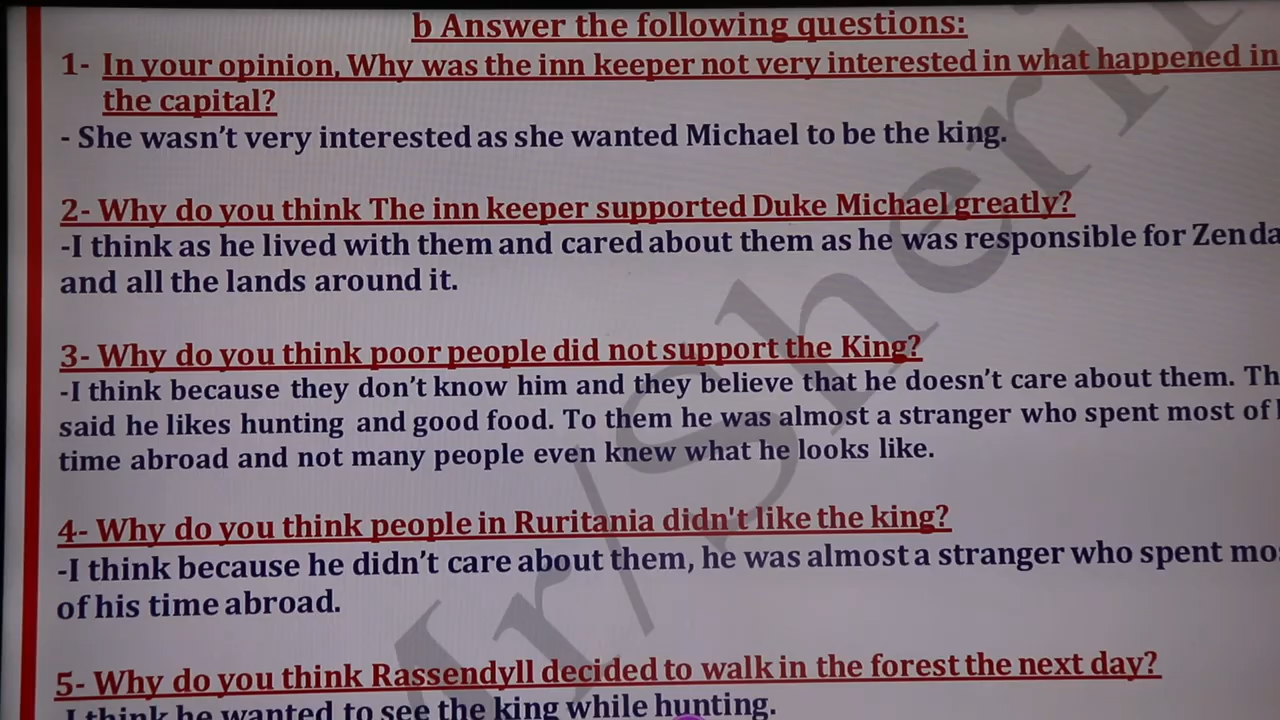 b Answer the following questions:
1- In your opinion, Why was the inn keeper not very interested in what happened in
the capital?
- She wasn't very interested as she wanted Michael to be the king.
2- Why do you think The inn keeper supported Duke Michael greatly?
-I think as he lived with them and cared about them as he was responsible for Zenda
and all the lands around it.
3- Why do you think poor people did not support the King?
-I think because they don't know him and they believe that he doesn't care about them. Th
said he likes hunting and good food. To them he was almost a stranger who spent most of
time abroad and not many people even knew what he looks like.
4- Why do you think people in Ruritania didn't like the king?
-I think because he didn't care about them, he was almost a stranger who spent mo
of his time abroad.
5- Why do you think Rassendyll decided to walk in the forest the next day?
-I think he wanted to see the king while hunting.
Mr/Sheri